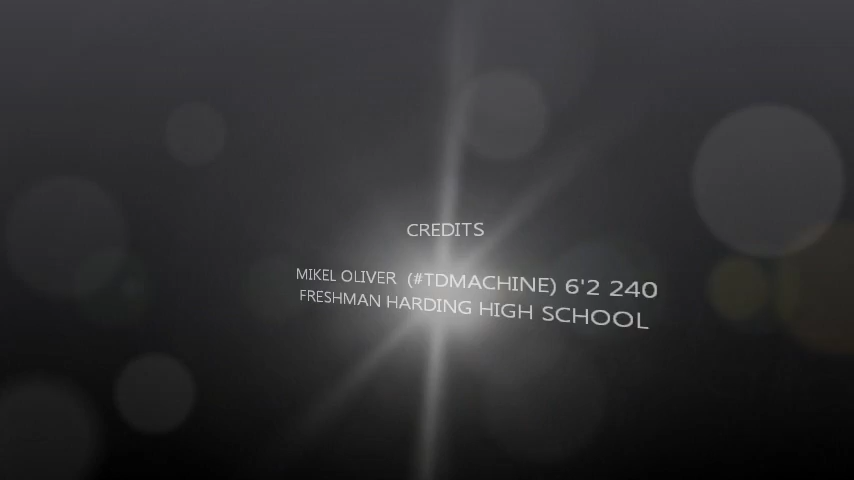 CREDITS
MIKEL OLIVER (#TDMACHINE) 6'2 240
FRESHMAN HARDING HIGH SCHOOL